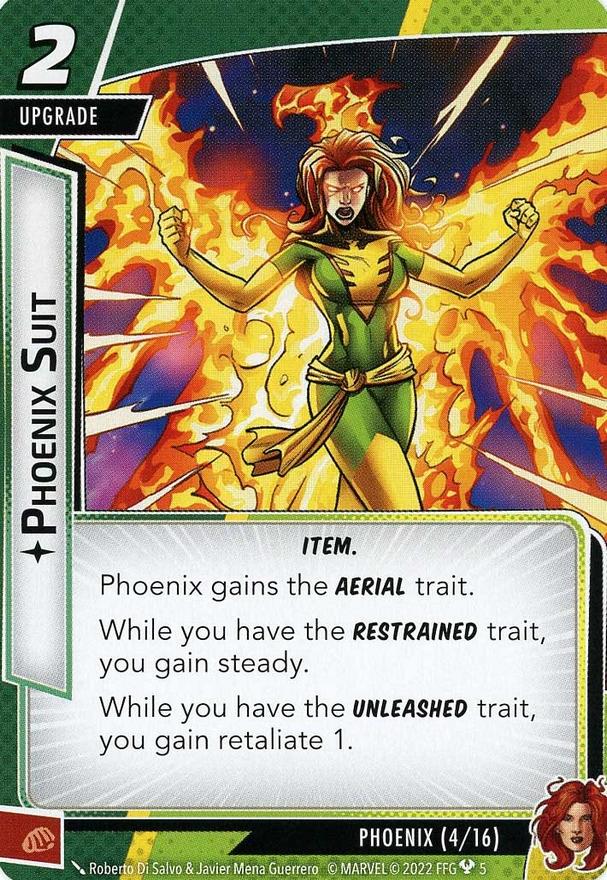 2
UPGRADE
PHOENIX SUIT
ITEM.
Phoenix gains the AERIAL trait.
While you have the RESTRAINED trait,
you gain steady.
While you have the UNLEASHED trait,
you gain retaliate 1.
PHOENIX (4/16)
Roberto Di Salvo & Javier Mena Guerrero © MARVEL © 2022 FFG 5